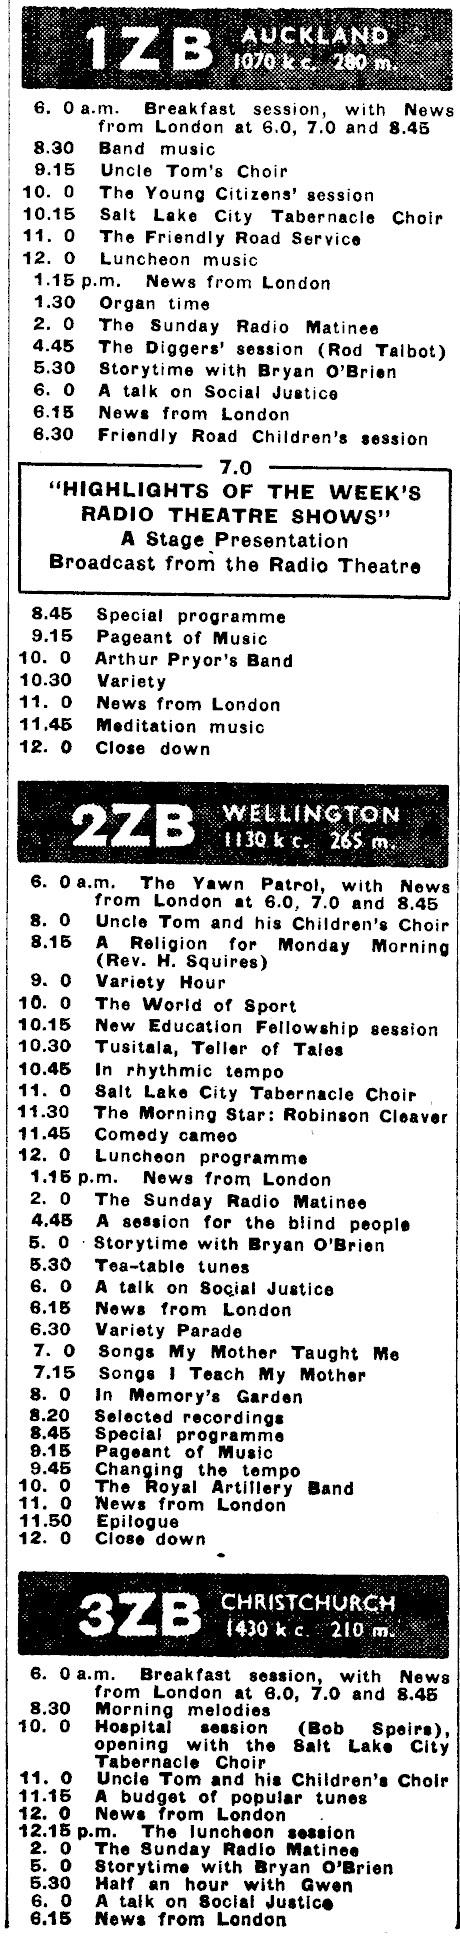 1ZB AUCKLAND
1070 k c. 280 m.
6. 0 a.m. Breakfast session, with News
from London at 6.0, 7.0 and 8.45
8.30 Band music
9.15 Uncle Tom's Choir
10. 0 The Young Citizens' session
10.15 Salt Lake City Tabernacle Choir
11. 0 The Friendly Road Service
12. 0 Luncheon music
1.15 p.m. News from London
1.30 Organ time
2. 0 The Sunday Radio Matinee
4.45 The Diggers' session (Rod Talbot)
5.30 Storytime with Bryan O'Brien
6. 0 A talk on Social Justice
6.15 News from London
6.30 Friendly Road Children's session
7.0
"HIGHLIGHTS OF THE WEEK'S
RADIO THEATRE SHOWS"
A Stage Presentation
Broadcast from the Radio Theatre
8.45 Special programme
9.15 Pageant of Music
10. 0 Arthur Pryor's Band
10.30 Variety
11. 0 News from London
11.45 Meditation music
12. 0 Close down
2ZB WELLINGTON
1130 k c. 265 m.
6. 0 a.m. The Yawn Patrol, with News
from London at 6.0, 7.0 and 8.45
8. 0 Uncle Tom and his Children's Choir
8.15 A Religion for Monday Morning
(Rev. H. Squires)
9. 0 Variety Hour
10. 0 The World of Sport
10.15 New Education Fellowship session
10.30 Tusitala, Teller of Tales
10.45 In rhythmic tempo
11. 0 Salt Lake City Tabernacle Choir
11.30 The Morning Star: Robinson Cleaver
11.45 Comedy cameo
12. 0 Luncheon programme
1.15 p.m. News from London
2. 0 The Sunday Radio Matinee
4.45 A session for the blind people
5. 0 Storytime with Bryan O'Brien
5.30 Tea-table tunes
6. 0 A talk on Social Justice
6.15 News from London
6.30 Variety Parade
7. 0 Songs My Mother Taught Me
7.15 Songs I Teach My Mother
8. 0 In Memory's Garden
8.20 Selected recordings
8.45 Special programme
9.15 Pageant of Music
9.45 Changing the tempo
10. 0 The Royal Artillery Band
11. 0 News from London
11.50 Epilogue
12. 0 Close down
3ZB CHRISTCHURCH
1430 k c. 210 m.
6. 0 a.m. Breakfast session, with News
from London at 6.0, 7.0 and 8.45
8.30 Morning melodies
10. 0 Hospital session (Bob Speirs),
opening with the Salt Lake City
Tabernacle Choir
11. 0 Uncle Tom and his Children's Choir
11.15 A budget of popular tunes
12. 0 News from London
12.15 p.m. The luncheon session
2. 0 The Sunday Radio Matinee
5. 0 Storytime with Bryan O'Brien
5.30 Half an hour with Gwen
6. 0 A talk on Social Justice
6.15 News from London